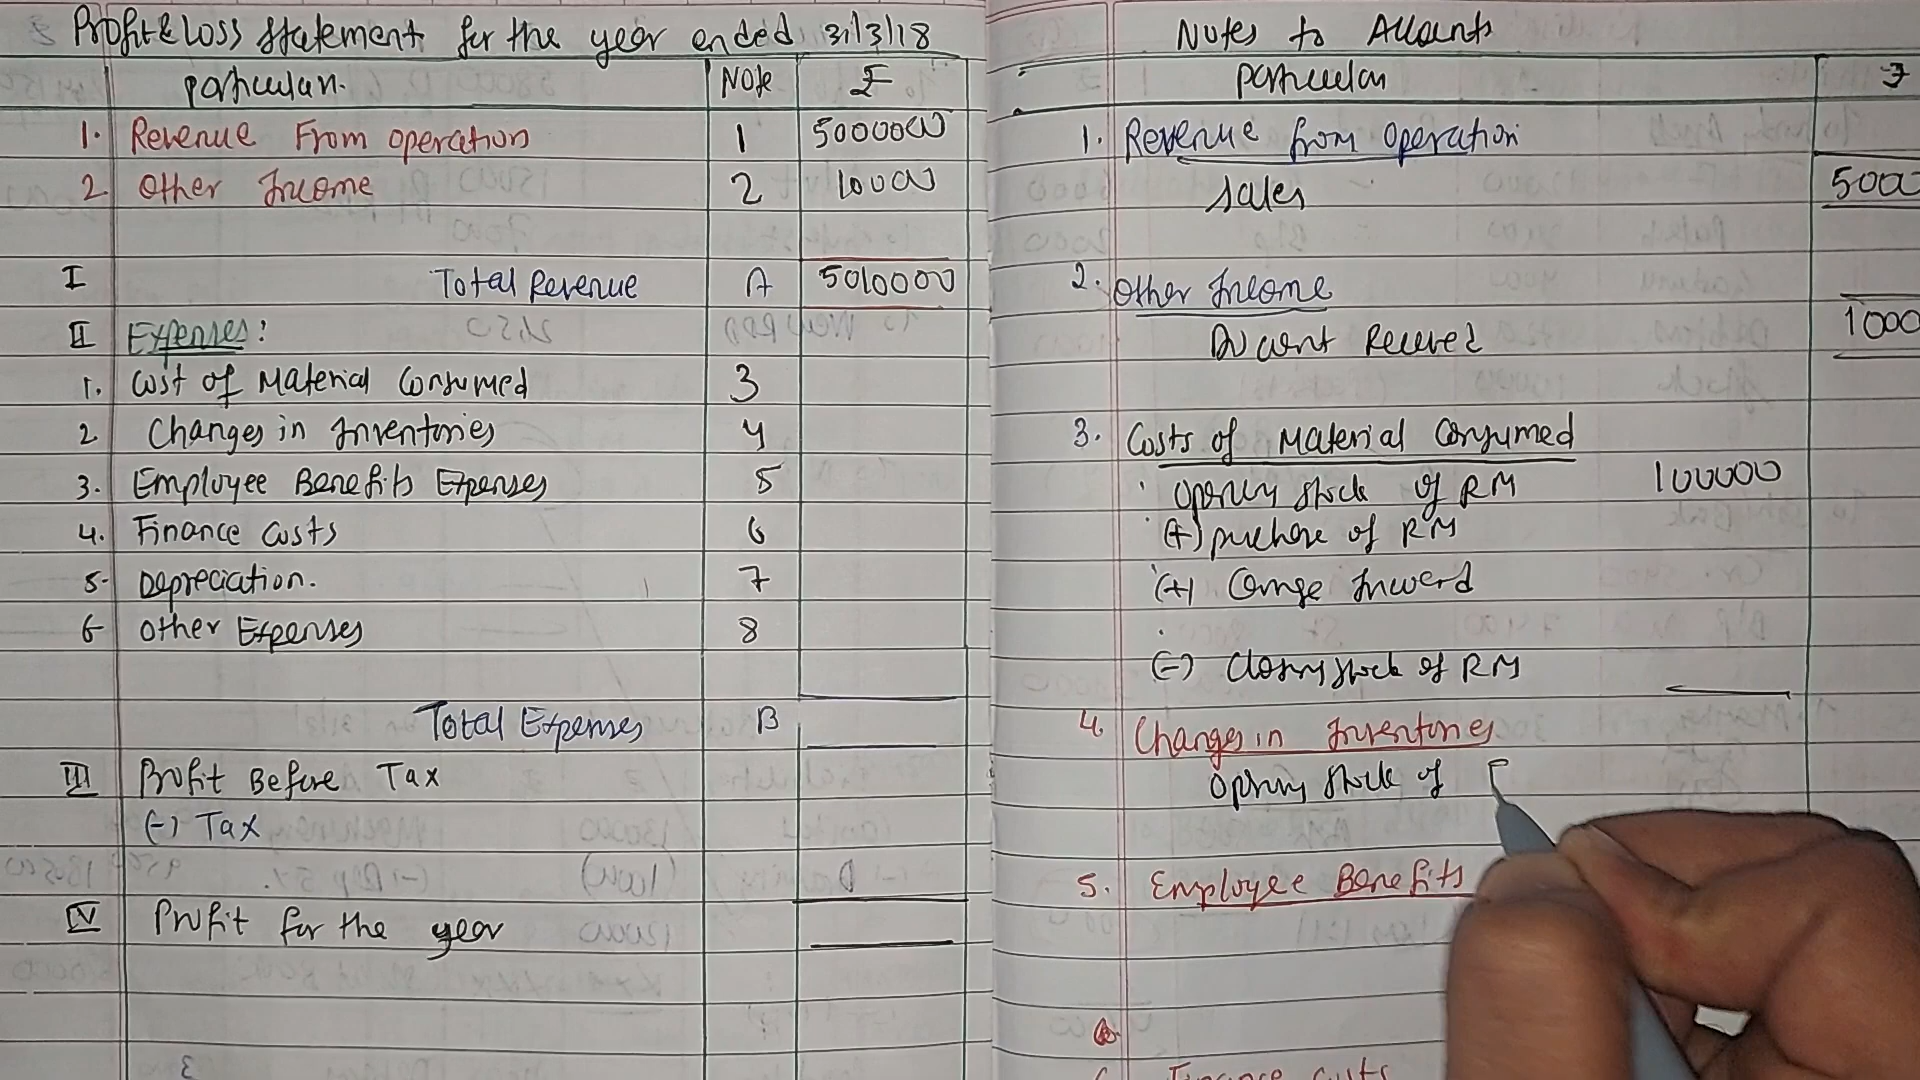 Profit & Loss Statement for the year ended 31/3/18
Particulars. Note ₹
1. Revenue From Operation 1 5000000
2 Other Income 2 10000
I Total Revenue A 5010000
II Expenses:
1. Cost of Material Consumed 3
2 Changes in Inventories 4
3. Employee Benefits Expenses 5
4. Finance Costs 6
5- Depreciation. 7
6- Other Expenses 8
Total Expenses B
III Profit Before Tax
(-) Tax
IV Profit for the year
Notes to Accounts
Particulars ₹
1. Revenue from Operation
Sales 5000
2. Other Income
Discount Received 1000
3. Costs of Material Consumed
Opening Stock of RM 100000
(+) purchase of RM
(+) Carriage Inward
(-) Closing Stock of RM
4. Changes in Inventories
Opening Stock of F
5. Employee Benefits
Finance Costs